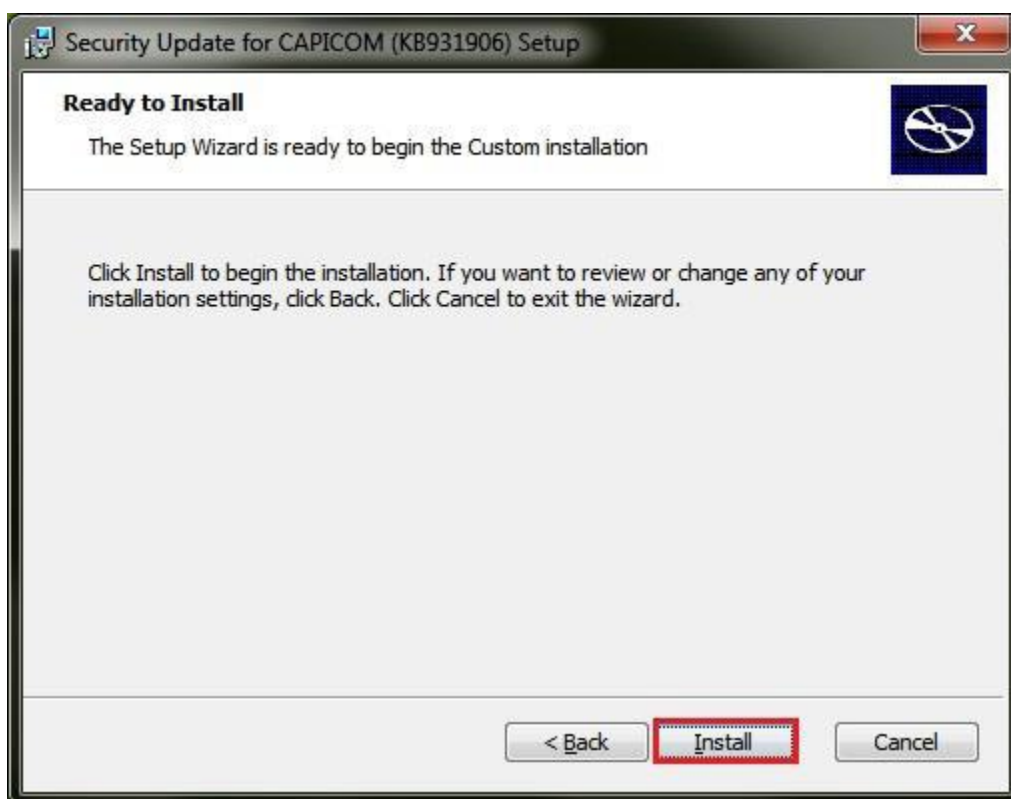 Security Update for CAPICOM (KB931906) Setup
x
Ready to Install
The Setup Wizard is ready to begin the Custom installation
Click Install to begin the installation. If you want to review or change any of your
installation settings, click Back. Click Cancel to exit the wizard.
< Back Install Cancel